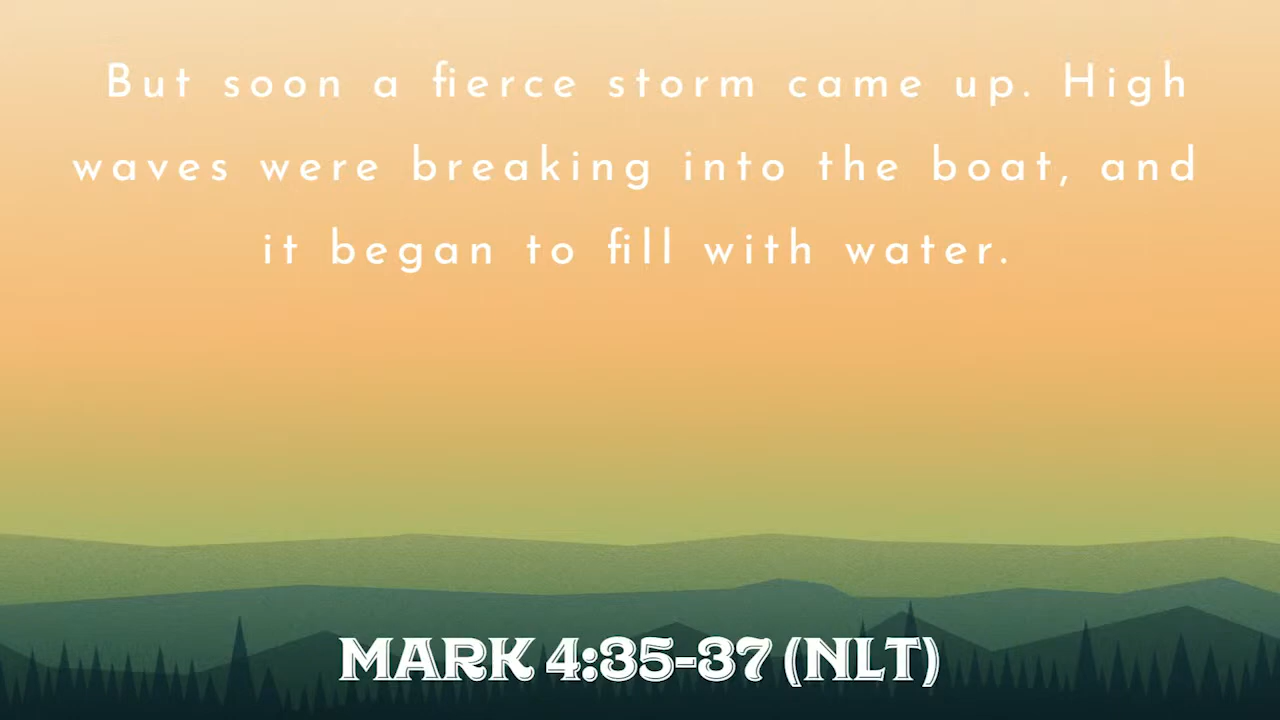 But soon a fierce storm came up. High
waves were breaking into the boat, and
it began to fill with water.
MARK 4:35-37 (NLT)